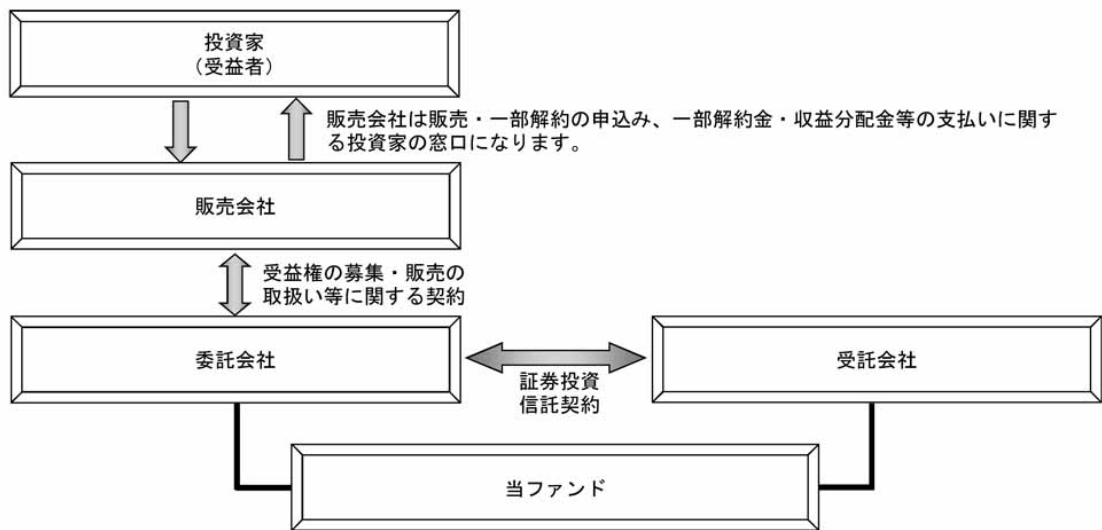 投資家
（受益者）
販売会社は販売・一部解約の申込み、一部解約金・収益分配金等の支払いに関す
る投資家の窓口になります。
販売会社
受益権の募集・販売の
取扱い等に関する契約
委託会社
受託会社
証券投資
信託契約
当ファンド